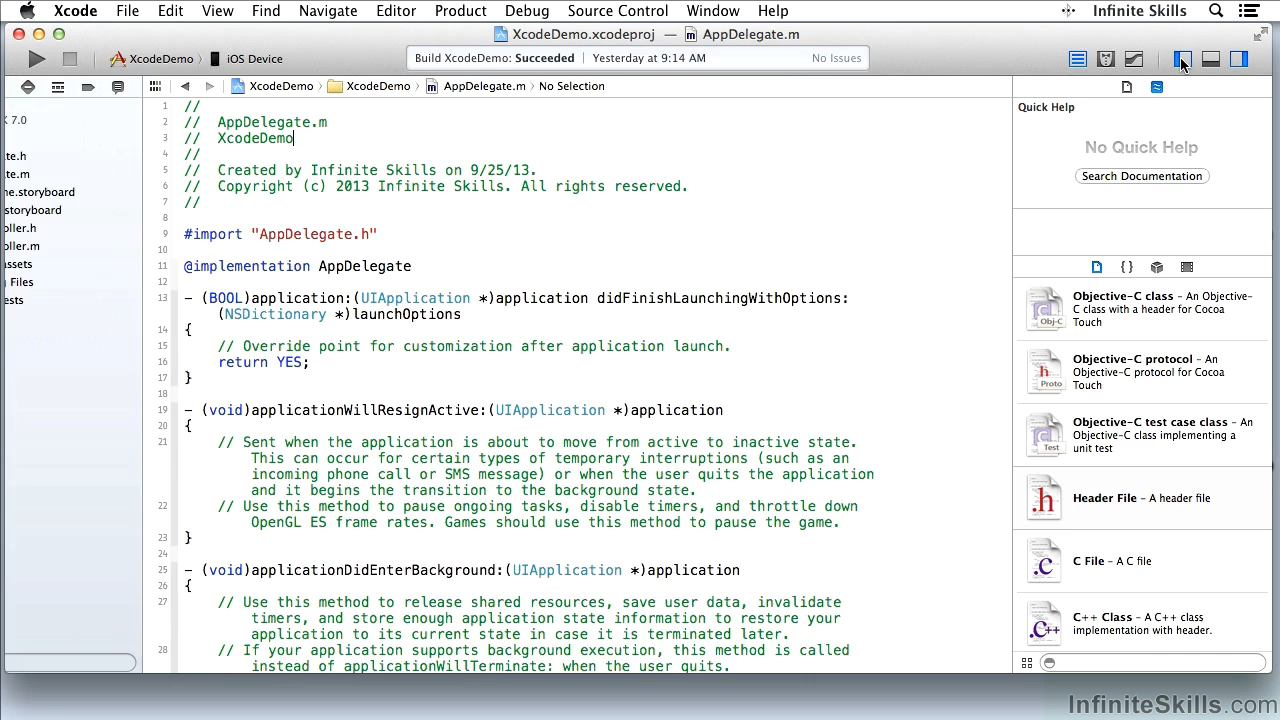 Xcode File Edit View Find Navigate Editor Product Debug Source Control Window Help Infinite Skills
XcodeDemo.xcodeproj — AppDelegate.m
XcodeDemo iOS Device
Build XcodeDemo: Succeeded Yesterday at 9:14 AM No Issues
XcodeDemo XcodeDemo AppDelegate.m No Selection
7.0
te.h
te.m
ne.storyboard
storyboard
oller.h
oller.m
assets
g Files
ests
1 //
2 // AppDelegate.m
3 // XcodeDemo
4 //
5 // Created by Infinite Skills on 9/25/13.
6 // Copyright (c) 2013 Infinite Skills. All rights reserved.
7 //
8
9 #import "AppDelegate.h"
10
11 @implementation AppDelegate
12
13 - (BOOL)application:(UIApplication *)application didFinishLaunchingWithOptions:
(NSDictionary *)launchOptions
14 {
15 // Override point for customization after application launch.
16 return YES;
17 }
18
19 - (void)applicationWillResignActive:(UIApplication *)application
20 {
21 // Sent when the application is about to move from active to inactive state.
This can occur for certain types of temporary interruptions (such as an
incoming phone call or SMS message) or when the user quits the application
and it begins the transition to the background state.
22 // Use this method to pause ongoing tasks, disable timers, and throttle down
OpenGL ES frame rates. Games should use this method to pause the game.
23 }
24
25 - (void)applicationDidEnterBackground:(UIApplication *)application
26 {
27 // Use this method to release shared resources, save user data, invalidate
timers, and store enough application state information to restore your
application to its current state in case it is terminated later.
28 // If your application supports background execution, this method is called
instead of applicationWillTerminate: when the user quits.
Quick Help
No Quick Help
Search Documentation
{ }
Objective-C class – An Objective-
C class with a header for Cocoa
Touch
Obj-C
Objective-C protocol – An
Objective-C protocol for Cocoa
Touch
Proto
Objective-C test case class – An
Objective-C class implementing a
unit test
Test
Header File – A header file
.h
C File – A C file
.c
C++ Class – A C++ class
implementation with header.
C++
InfiniteSkills.com